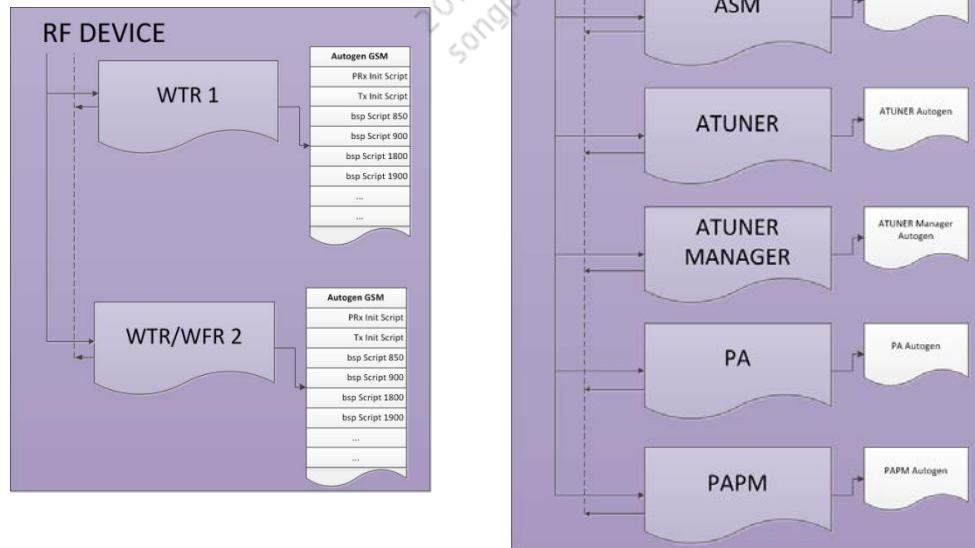 RF DEVICE
WTR 1
Autogen GSM
PRx Init Script
Tx Init Script
bsp Script 850
bsp Script 900
bsp Script 1800
bsp Script 1900
...
...
WTR/WFR 2
Autogen GSM
PRx Init Script
Tx Init Script
bsp Script 850
bsp Script 900
bsp Script 1800
bsp Script 1900
...
...
ASM
ATUNER
ATUNER Autogen
ATUNER
MANAGER
ATUNER Manager
Autogen
PA
PA Autogen
PAPM
PAPM Autogen